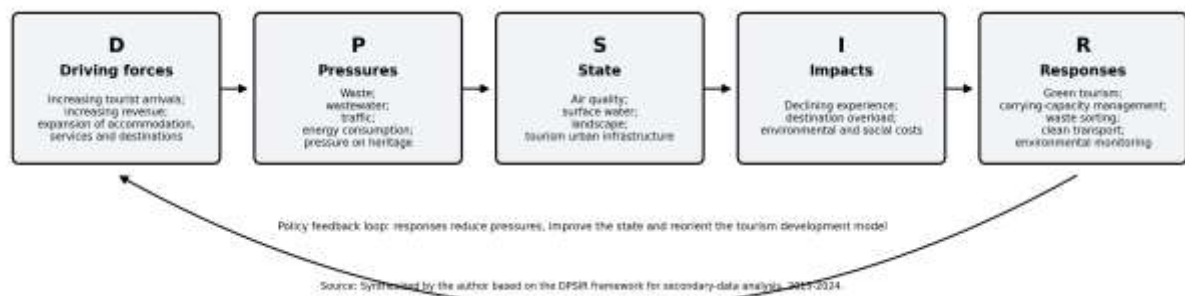 D
Driving forces
Increasing tourist arrivals;
increasing revenue;
expansion of accommodation,
services and destinations
P
Pressures
Waste;
wastewater;
traffic;
energy consumption;
pressure on heritage
S
State
Air quality;
surface water;
landscape;
tourism urban infrastructure
I
Impacts
Declining experience;
destination overload;
environmental and social costs
R
Responses
Green tourism;
carrying-capacity management;
waste sorting;
clean transport;
environmental monitoring
Policy feedback loop: responses reduce pressures, improve the state and reorient the tourism development model
Source: Synthesized by the author based on the DPSIR framework for secondary-data analysis, 2019-2024.